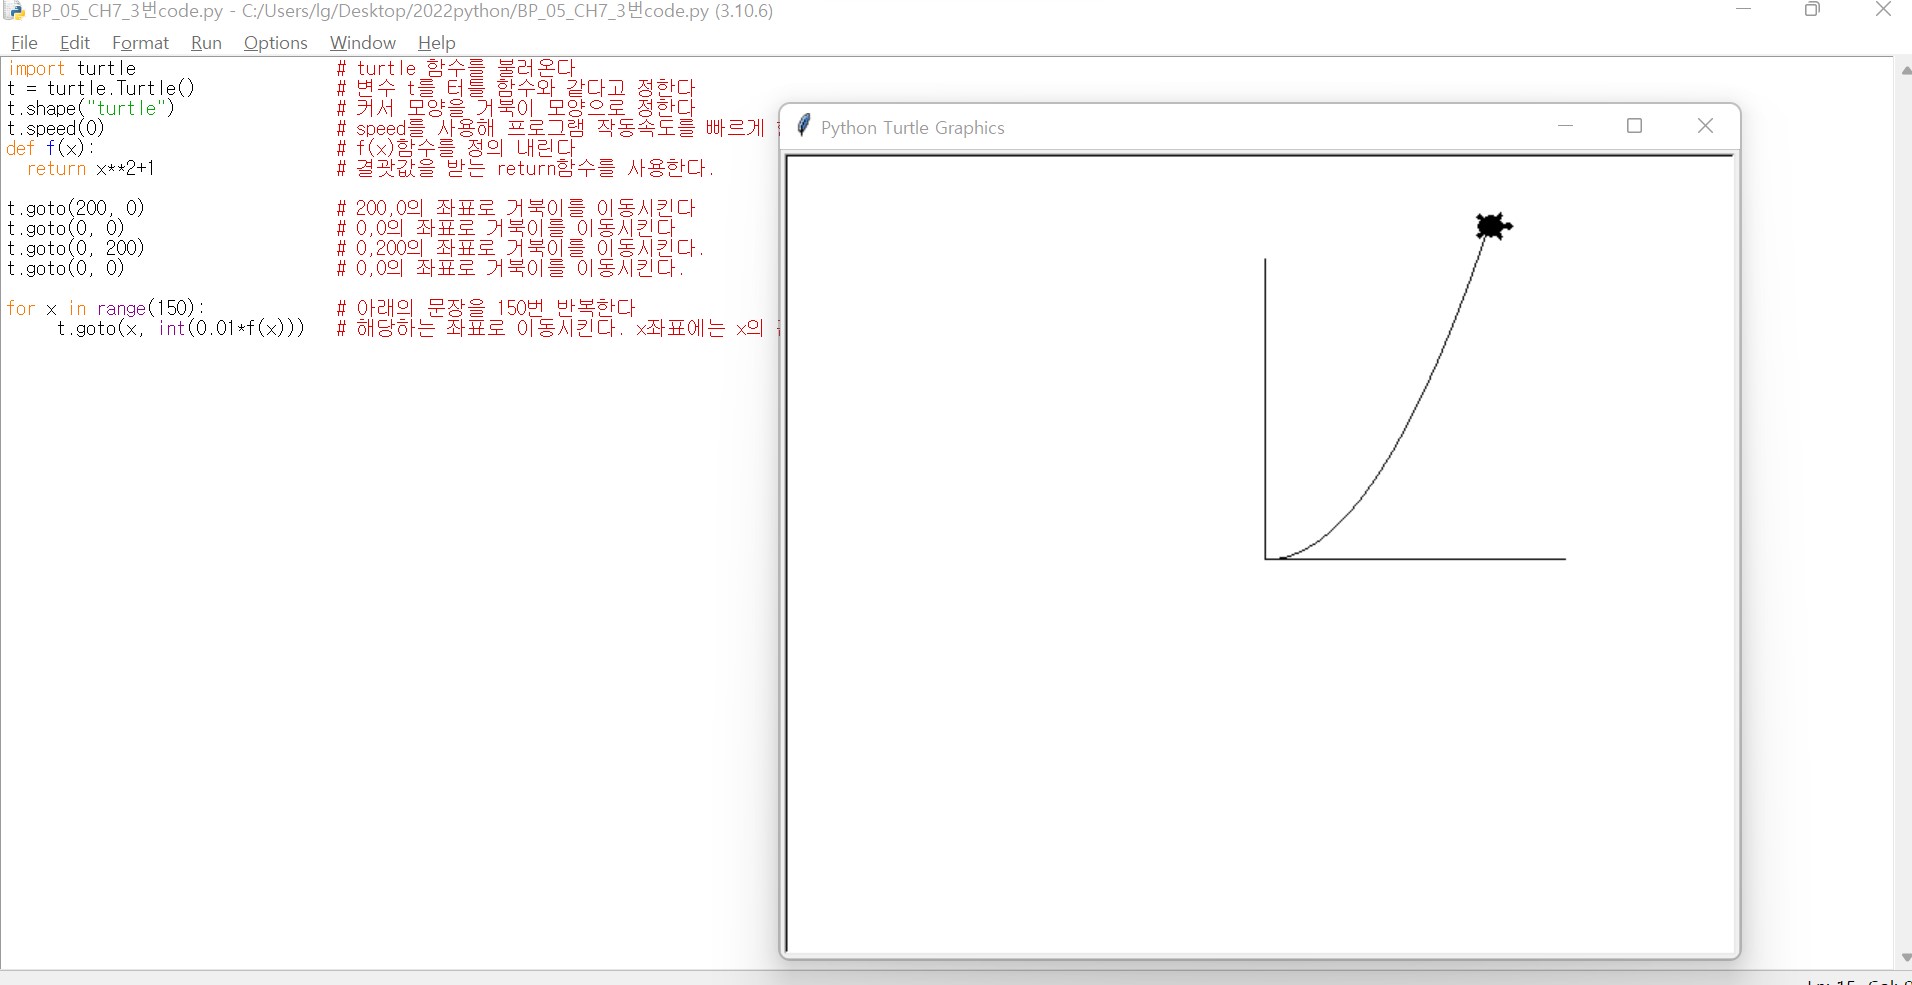 BP_05_CH7_3번code.py - C:/Users/lg/Desktop/2022python/BP_05_CH7_3번code.py (3.10.6)
File Edit Format Run Options Window Help
import turtle # turtle 함수를 불러온다
t = turtle.Turtle() # 변수 t를 터틀 함수와 같다고 정한다
t.shape("turtle") # 커서 모양을 거북이 모양으로 정한다
t.speed(0) # speed를 사용해 프로그램 작동속도를 빠르게
def f(x): # f(x)함수를 정의 내린다
return x**2+1 # 결괏값을 받는 return함수를 사용한다.
t.goto(200, 0) # 200,0의 좌표로 거북이를 이동시킨다
t.goto(0, 0) # 0,0의 좌표로 거북이를 이동시킨다
t.goto(0, 200) # 0,200의 좌표로 거북이를 이동시킨다.
t.goto(0, 0) # 0,0의 좌표로 거북이를 이동시킨다.
for x in range(150): # 아래의 문장을 150번 반복한다
t.goto(x, int(0.01*f(x))) # 해당하는 좌표로 이동시킨다. x좌표에는 x의
Python Turtle Graphics